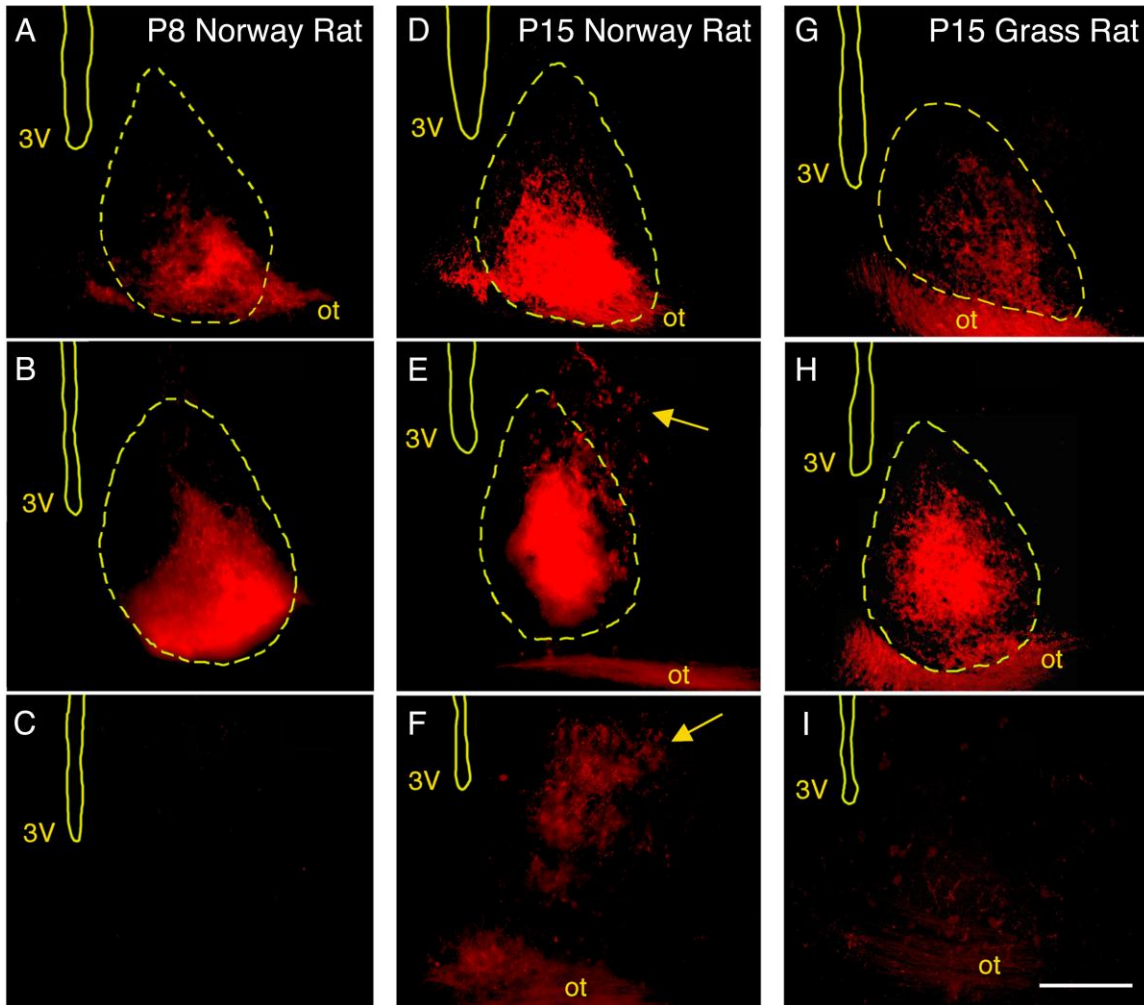 A P8 Norway Rat
3V
ot
D P15 Norway Rat
3V
ot
G P15 Grass Rat
3V
ot
B
3V
E
3V
ot
H
3V
ot
C
3V
F
3V
ot
I
3V
ot